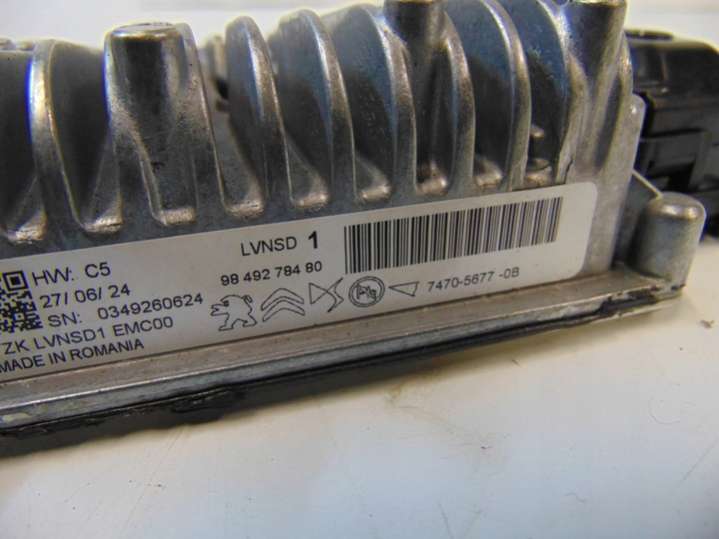 LVNSD 1
98 492 784 80
7470-5677 -0B
HW: C5
27/ 06/ 24
SN: 0349260624
ZK LVNSD1 EMC00
MADE IN ROMANIA